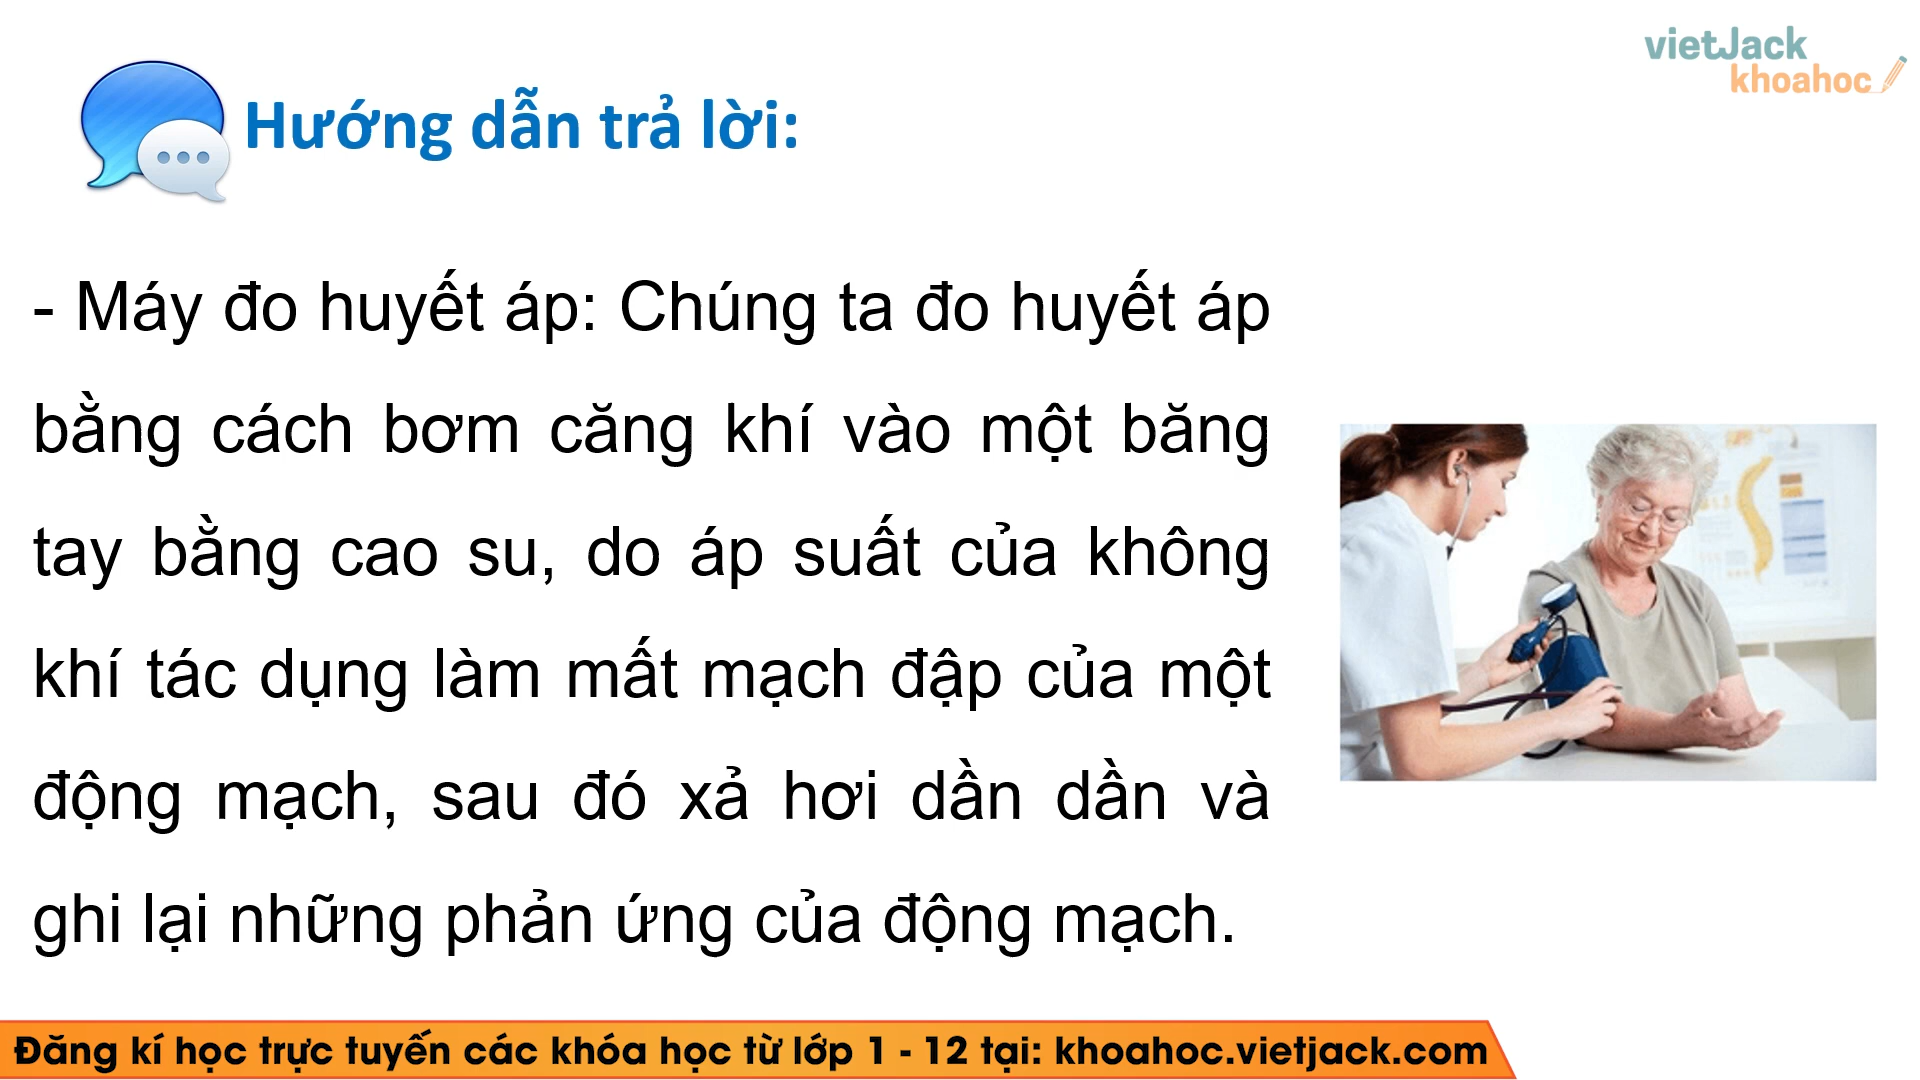 vietJack
khoahoc
Hướng dẫn trả lời:
- Máy đo huyết áp: Chúng ta đo huyết áp
bằng cách bơm căng khí vào một băng
tay bằng cao su, do áp suất của không
khí tác dụng làm mất mạch đập của một
động mạch, sau đó xả hơi dần dần và
ghi lại những phản ứng của động mạch.
Đăng kí học trực tuyến các khóa học từ lớp 1 - 12 tại: khoahoc.vietjack.com